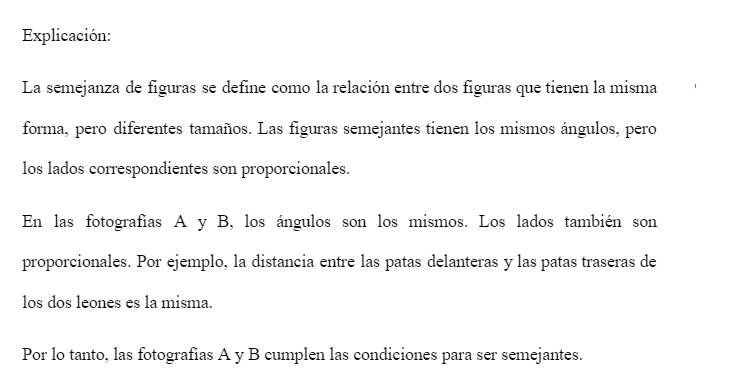 Explicación:
La semejanza de figuras se define como la relación entre dos figuras que tienen la misma
forma, pero diferentes tamaños. Las figuras semejantes tienen los mismos ángulos, pero
los lados correspondientes son proporcionales.
En las fotografías A y B, los ángulos son los mismos. Los lados también son
proporcionales. Por ejemplo, la distancia entre las patas delanteras y las patas traseras de
los dos leones es la misma.
Por lo tanto, las fotografías A y B cumplen las condiciones para ser semejantes.